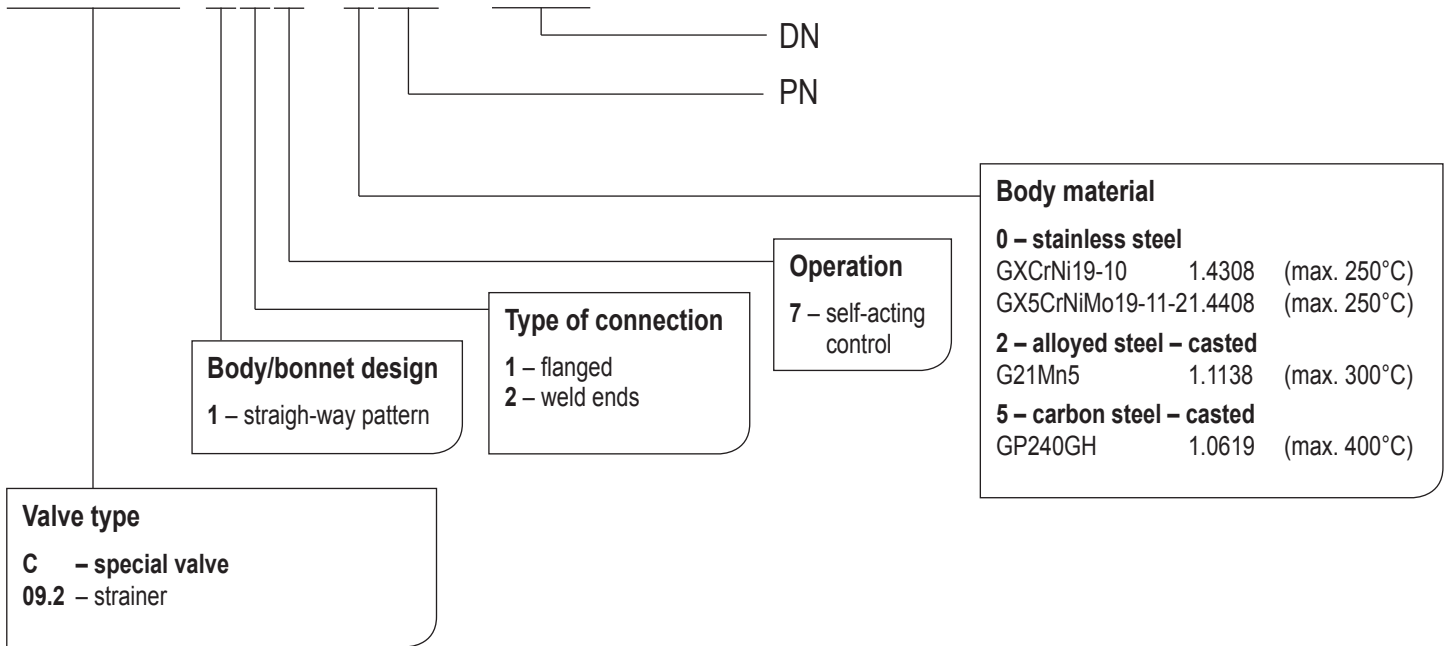 DN
PN
Body material
0 – stainless steel
GXCrNi19-10 1.4308 (max. 250°C)
GX5CrNiMo19-11-21.4408 (max. 250°C)
2 – alloyed steel – casted
G21Mn5 1.1138 (max. 300°C)
5 – carbon steel – casted
GP240GH 1.0619 (max. 400°C)
Operation
7 – self-acting
control
Type of connection
1 – flanged
2 – weld ends
Body/bonnet design
1 – straigh-way pattern
Valve type
C – special valve
09.2 – strainer